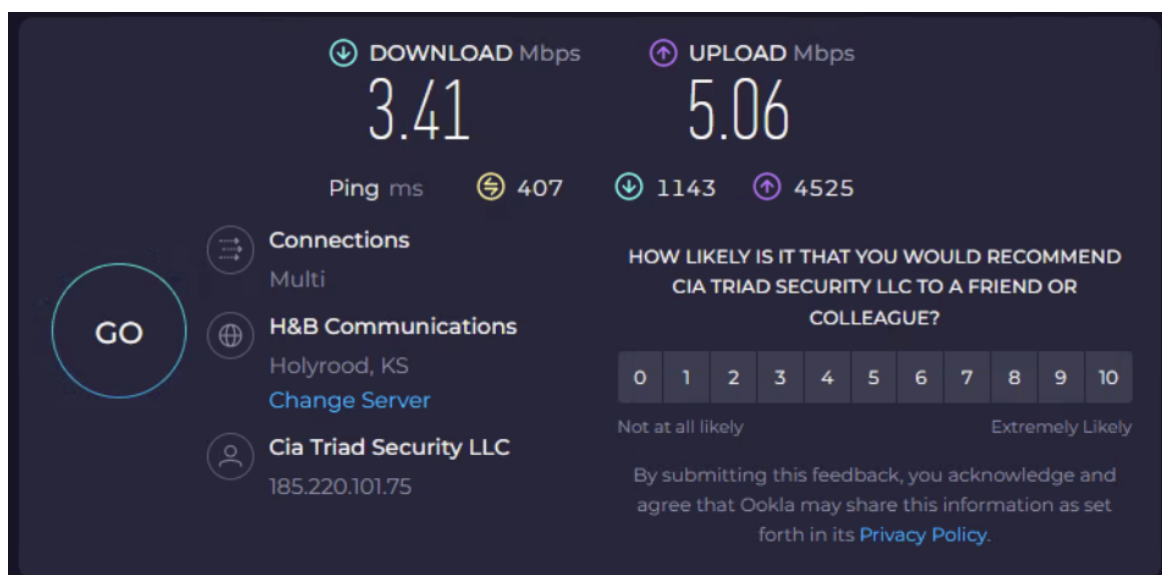 DOWNLOAD Mbps
3.41
UPLOAD Mbps
5.06
Ping ms 407 1143 4525
GO
Connections
Multi
H&B Communications
Holyrood, KS
Change Server
Cia Triad Security LLC
185.220.101.75
HOW LIKELY IS IT THAT YOU WOULD RECOMMEND
CIA TRIAD SECURITY LLC TO A FRIEND OR
COLLEAGUE?
0 1 2 3 4 5 6 7 8 9 10
Not at all likely Extremely Likely
By submitting this feedback, you acknowledge and
agree that Ookla may share this information as set
forth in its Privacy Policy.